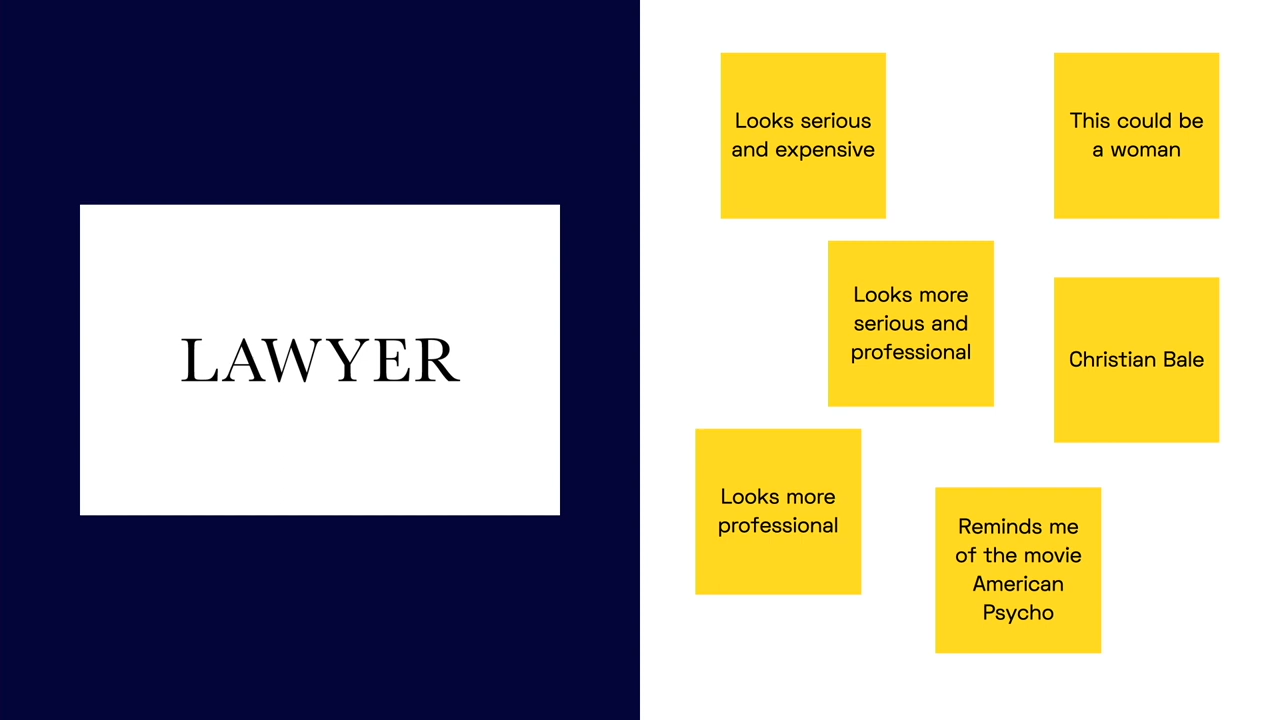 LAWYER
Looks serious
and expensive
This could be
a woman
Looks more
serious and
professional
Christian Bale
Looks more
professional
Reminds me
of the movie
American
Psycho